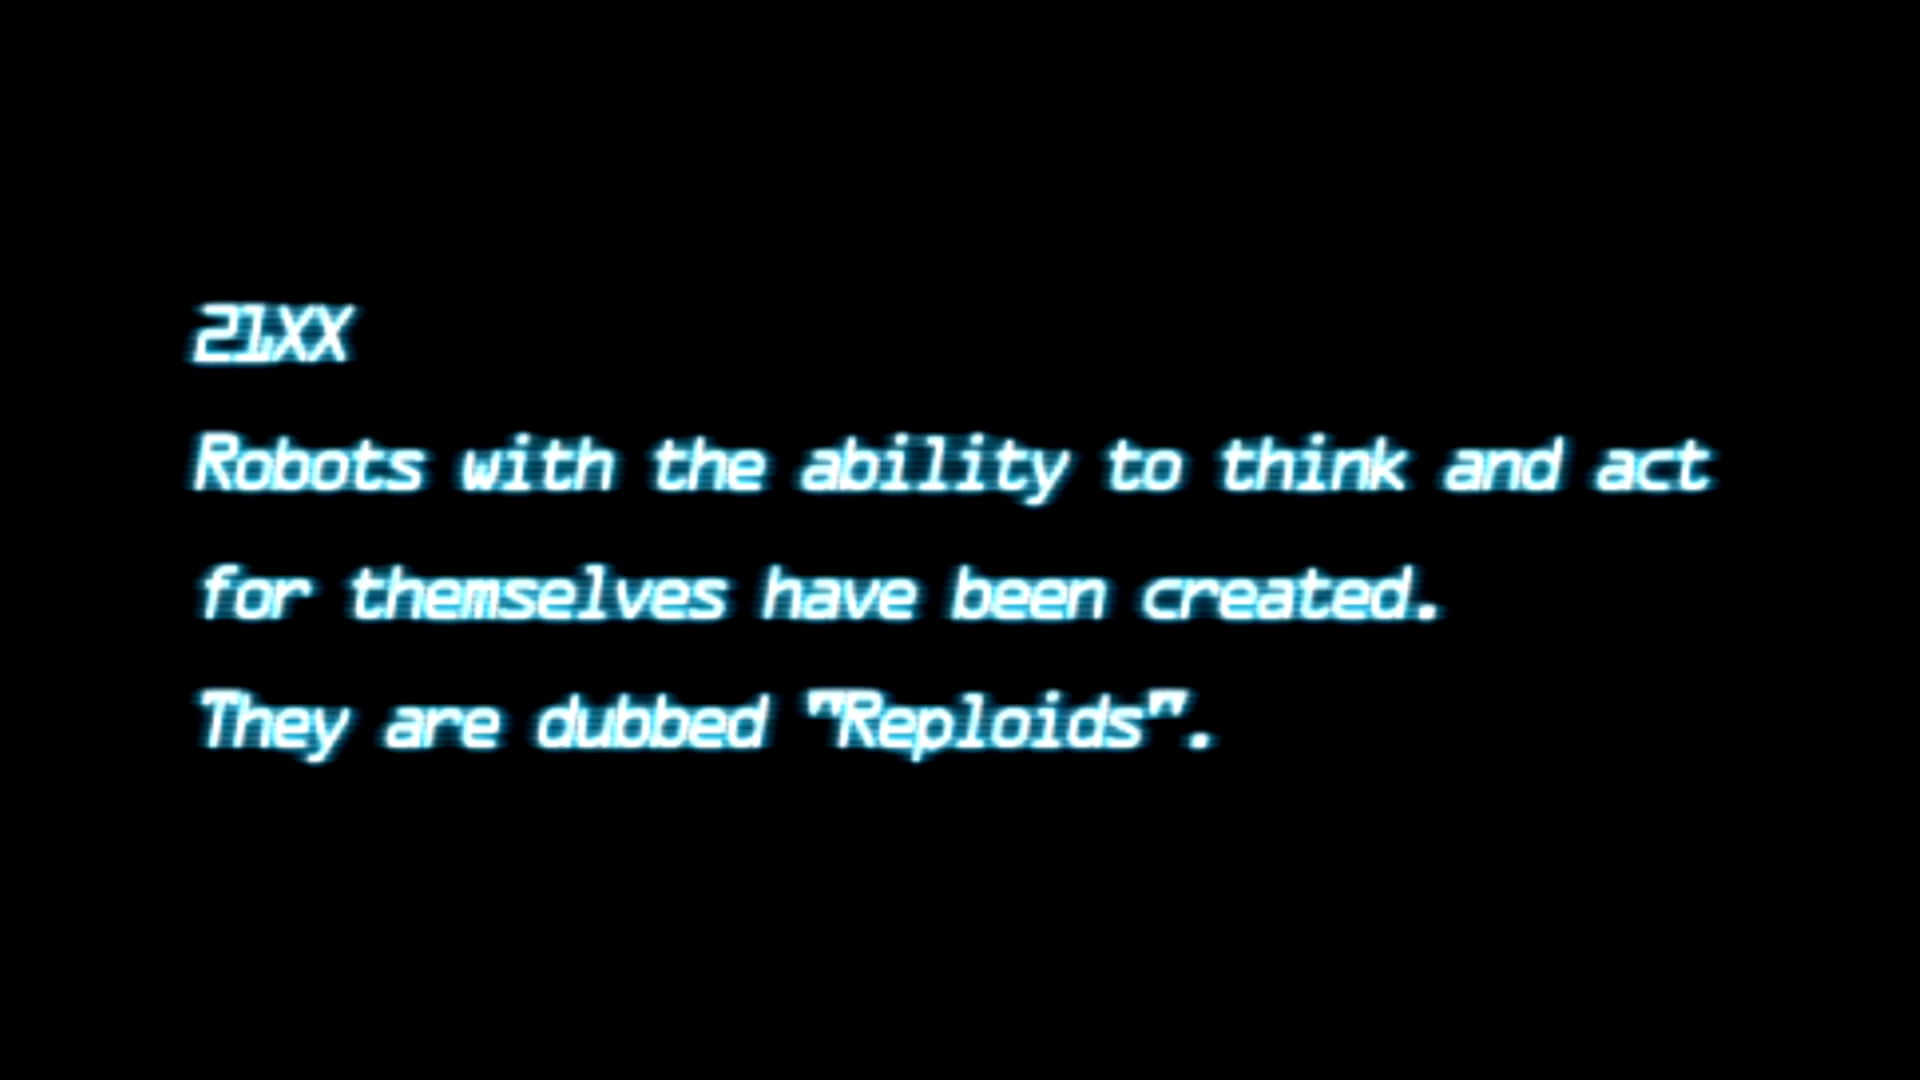 21XX
Robots with the ability to think and act
for themselves have been created.
They are dubbed "Reploids".